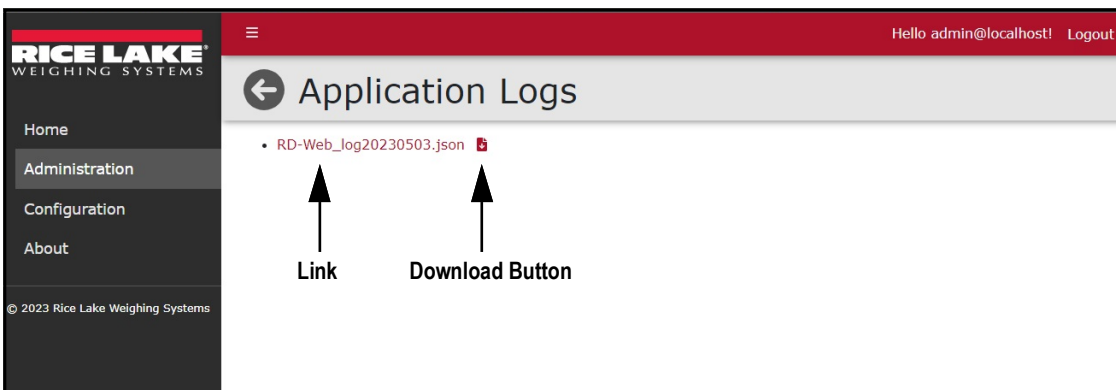 RICE LAKE
WEIGHING SYSTEMS
Home
Administration
Configuration
About
© 2023 Rice Lake Weighing Systems
Hello admin@localhost! Logout
Application Logs
RD-Web_log20230503.json
Link Download Button